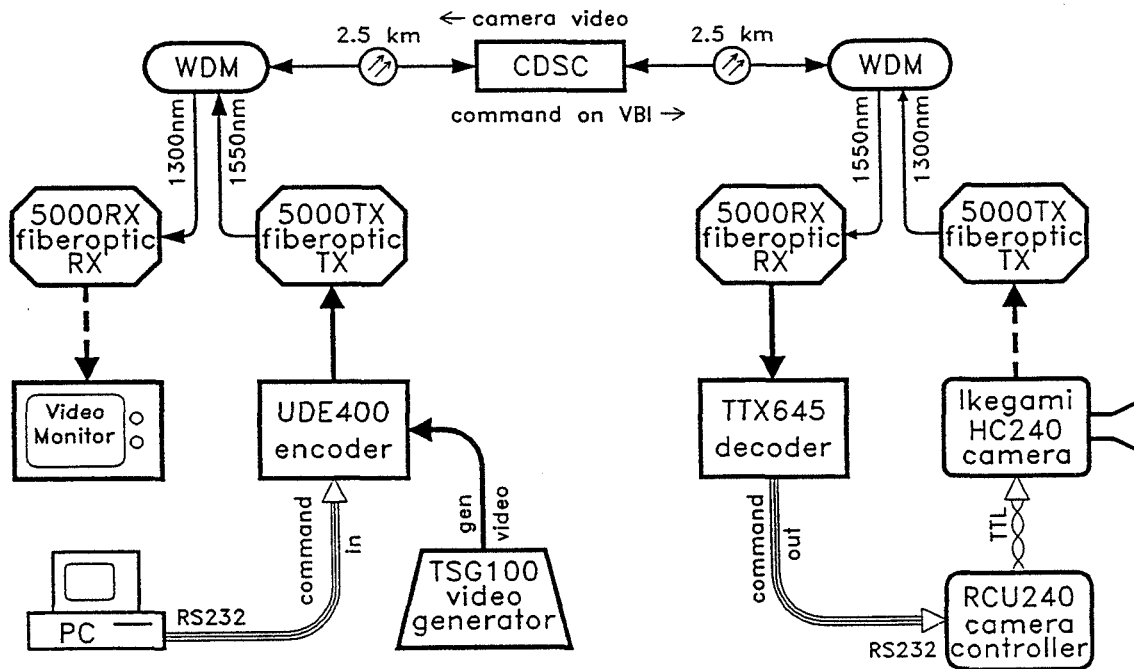 ← camera video
2.5 km
2.5 km
WDM
CDSC
WDM
command on VBI →
1300nm
1550nm
1550nm
1300nm
5000RX
fiberoptic
RX
5000TX
fiberoptic
TX
5000RX
fiberoptic
RX
5000TX
fiberoptic
TX
Video
Monitor
UDE400
encoder
TTX645
decoder
Ikegami
HC240
camera
command
in
gen
video
command
out
TTL
PC
RS232
TSG100
video
generator
RS232
RCU240
camera
controller